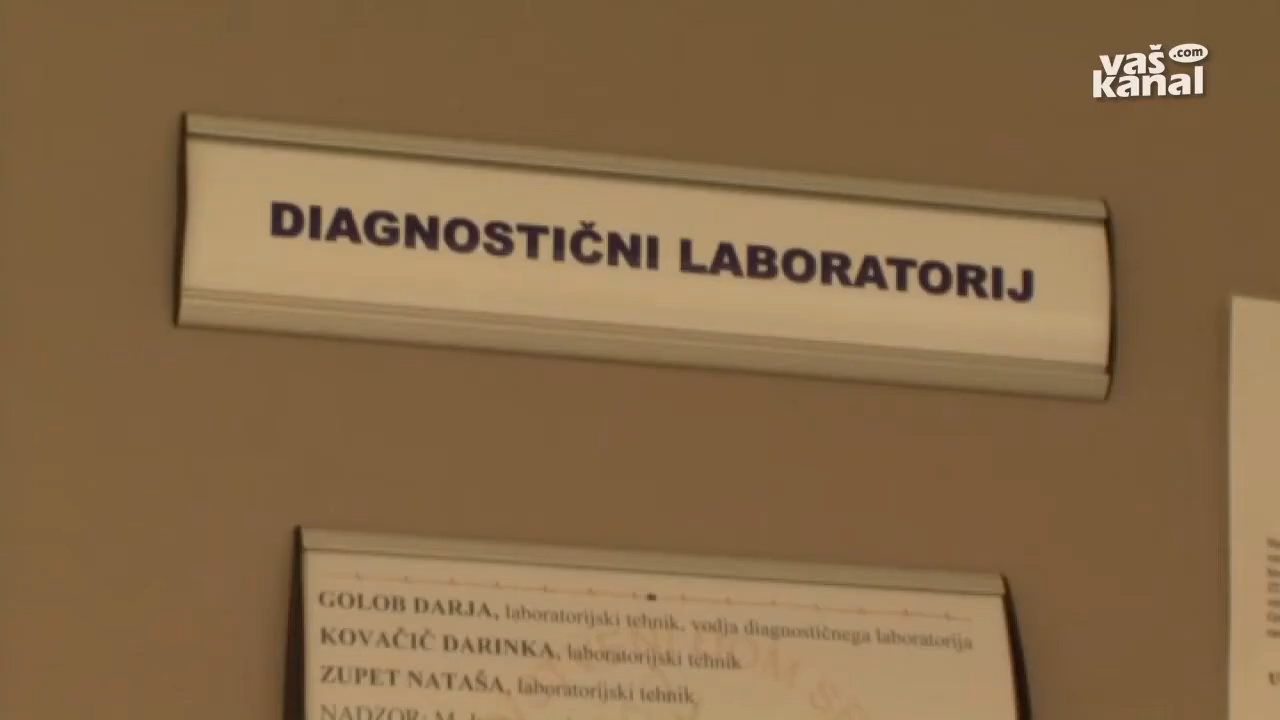 vaš.com
kanal
DIAGNOSTIČNI LABORATORIJ
GOLOB DARJA, laboratorijski tehnik, vodja diagnostičnega laboratorija
KOVAČIČ DARINKA, laboratorijski tehnik
ZUPET NATAŠA, laboratorijski tehnik
NADZOR: